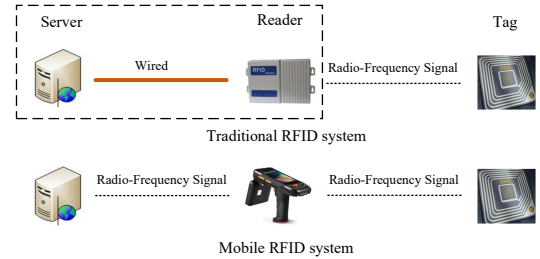 Server
Reader
Tag
Wired
RFID
Radio-Frequency Signal
Traditional RFID system
Radio-Frequency Signal
Radio-Frequency Signal
Mobile RFID system